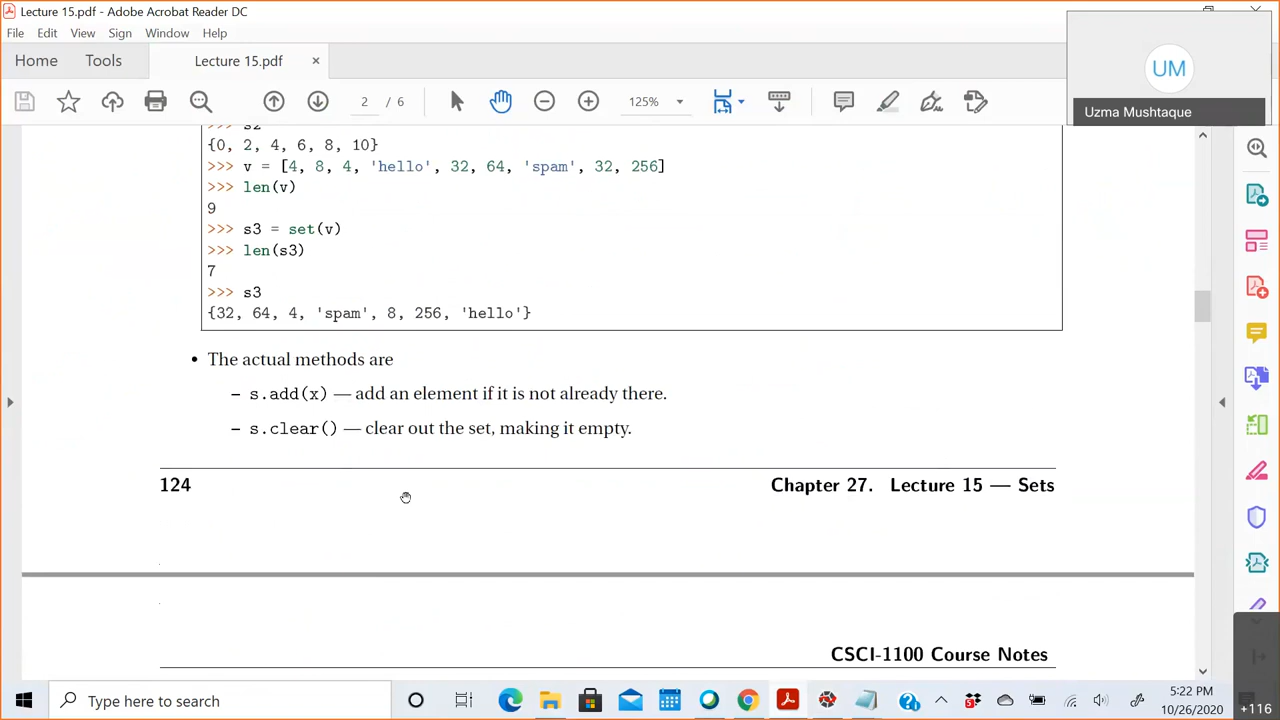 Lecture 15.pdf - Adobe Acrobat Reader DC
File Edit View Sign Window Help
Home Tools Lecture 15.pdf ×
2 / 6 125%
UM
Uzma Mushtaque
>>> s2
{0, 2, 4, 6, 8, 10}
>>> v = [4, 8, 4, 'hello', 32, 64, 'spam', 32, 256]
>>> len(v)
9
>>> s3 = set(v)
>>> len(s3)
7
>>> s3
{32, 64, 4, 'spam', 8, 256, 'hello'}
• The actual methods are
– s.add(x) — add an element if it is not already there.
– s.clear() — clear out the set, making it empty.
124 Chapter 27. Lecture 15 — Sets
CSCI-1100 Course Notes
Type here to search
5:22 PM
10/26/2020
+116